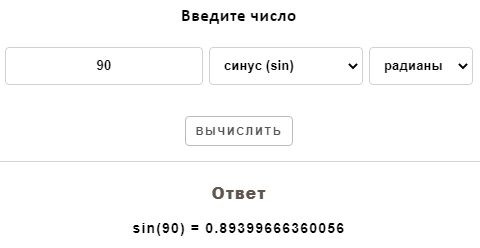 Введите число
90 синус (sin) радианы
ВЫЧИСЛИТЬ
Ответ
sin(90) = 0.89399666360056